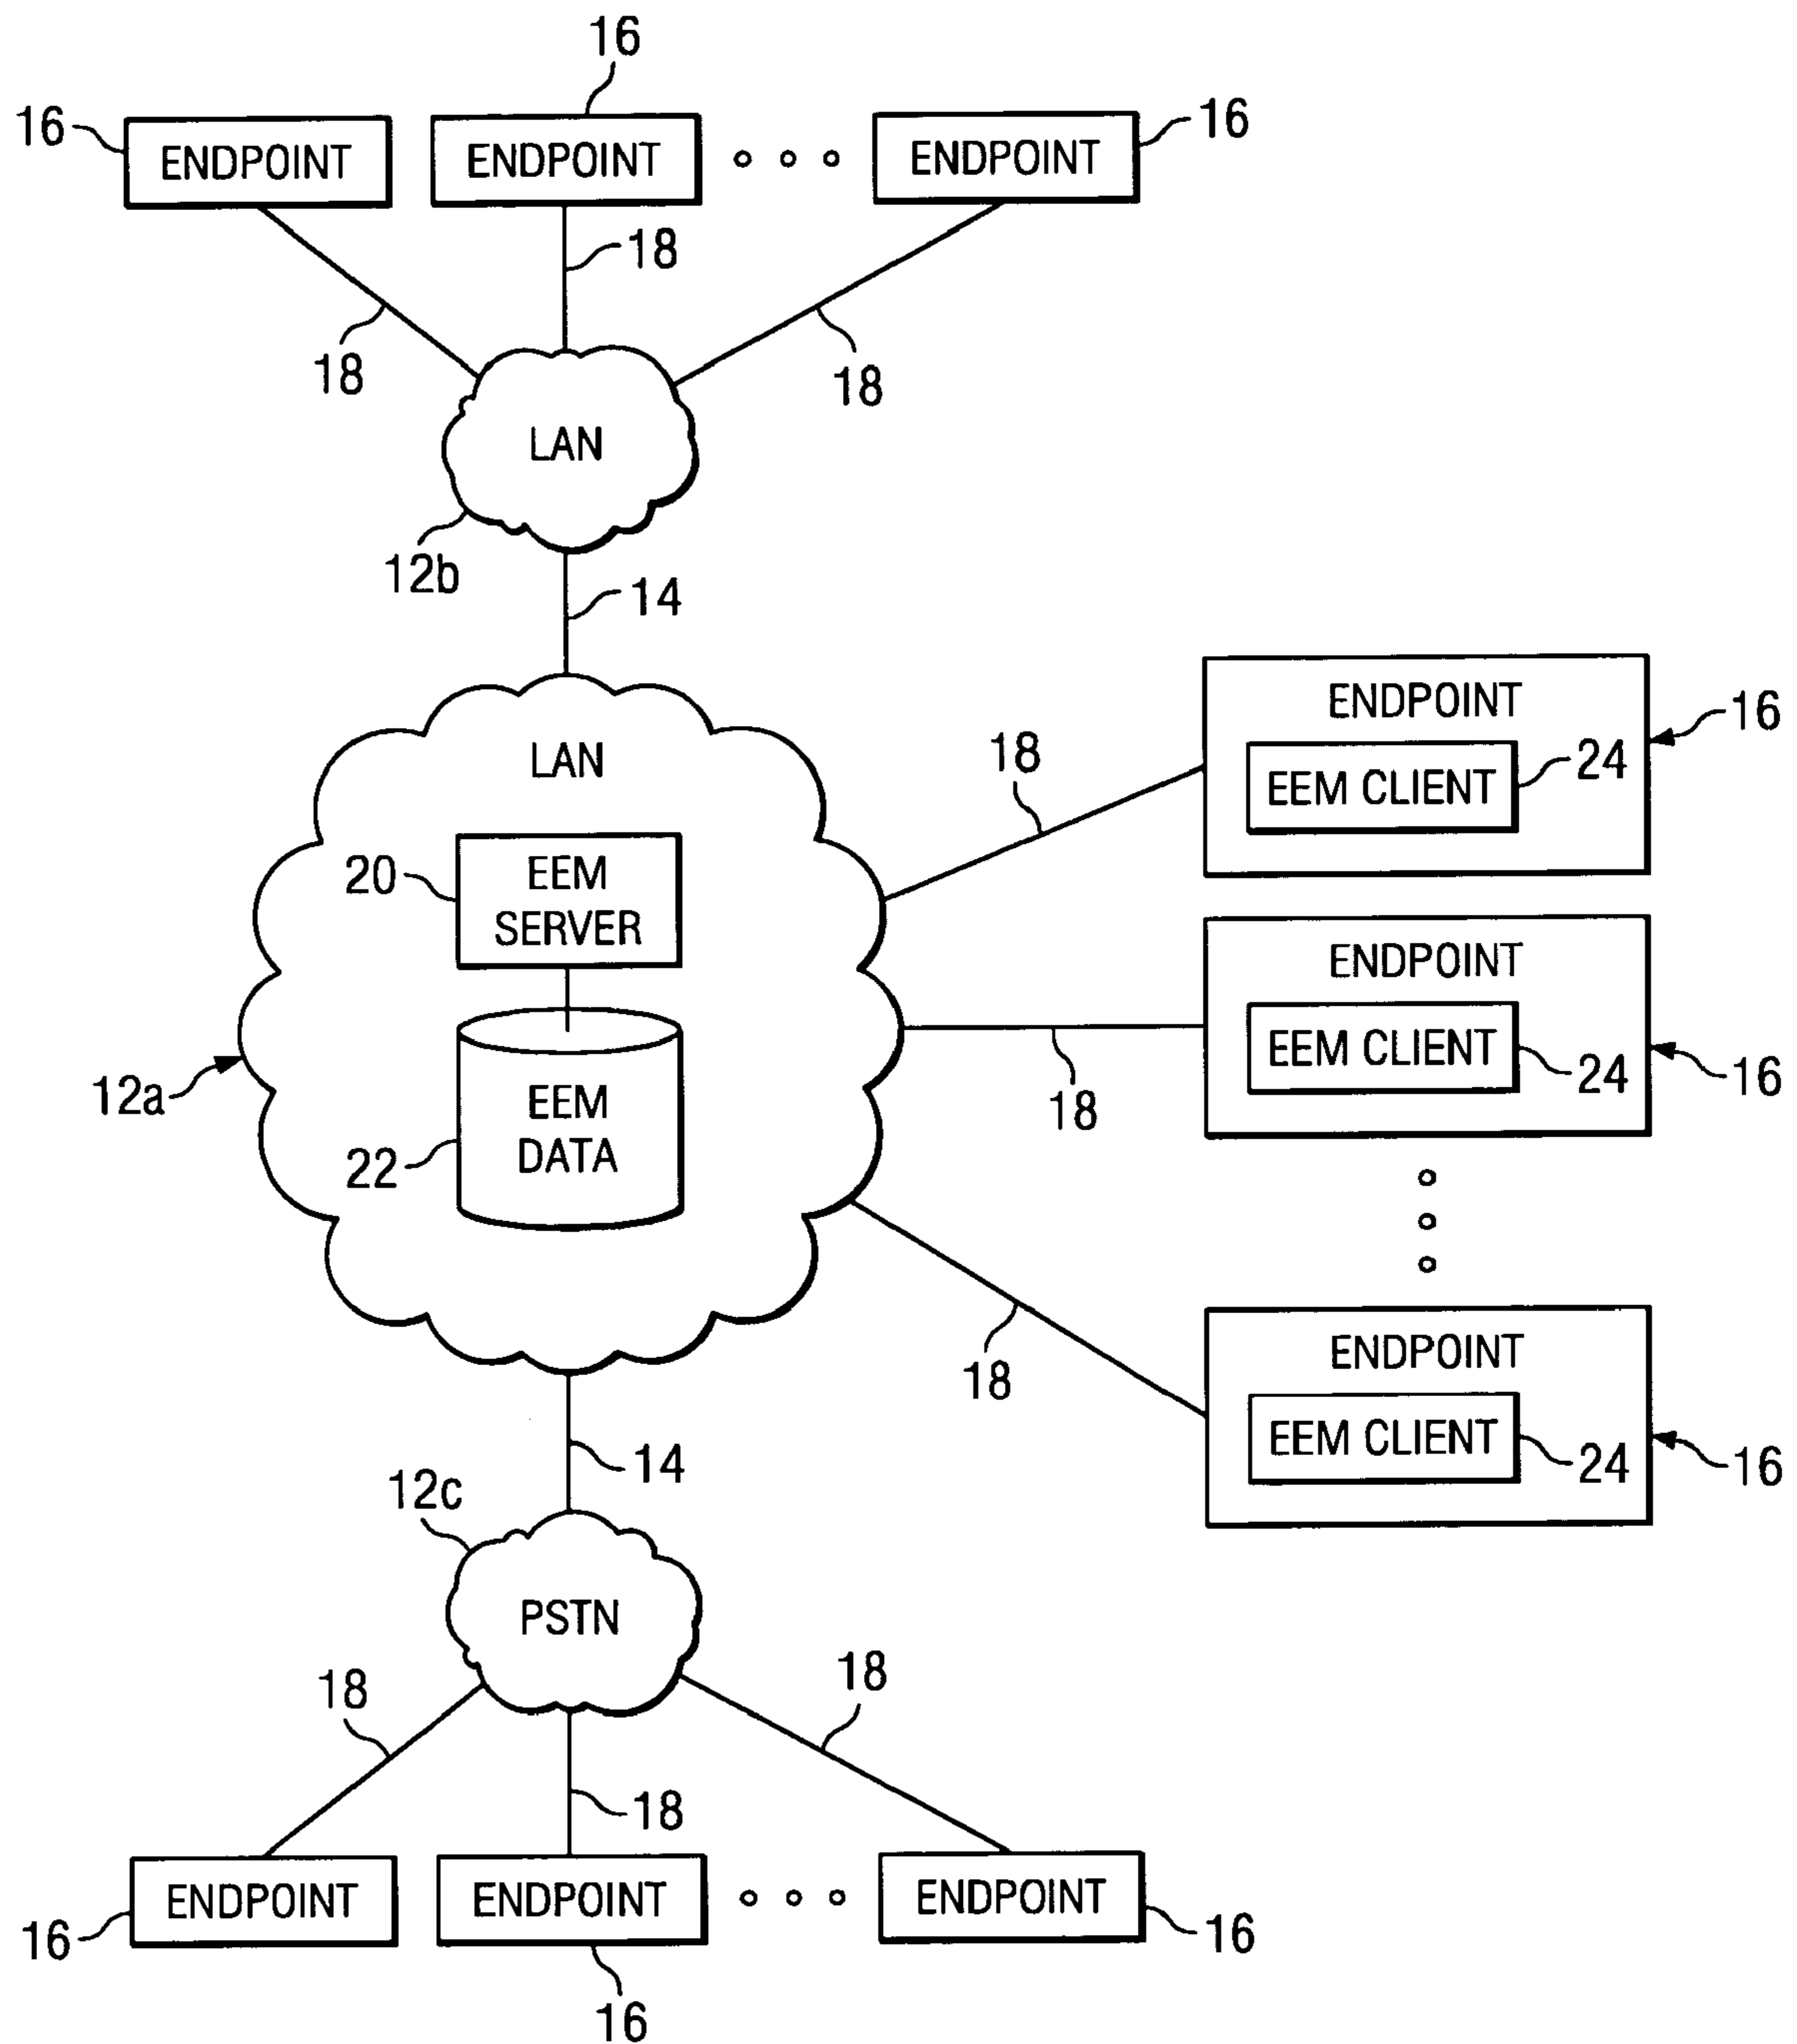 16
16
ENDPOINT
ENDPOINT
ENDPOINT
16
18
18
18
LAN
12b
14
LAN
EEM
SERVER
20
EEM
DATA
22
12a
18
ENDPOINT
EEM CLIENT
24
16
18
ENDPOINT
EEM CLIENT
24
16
18
ENDPOINT
EEM CLIENT
24
16
14
12c
PSTN
18
18
18
ENDPOINT
ENDPOINT
ENDPOINT
16
16
16